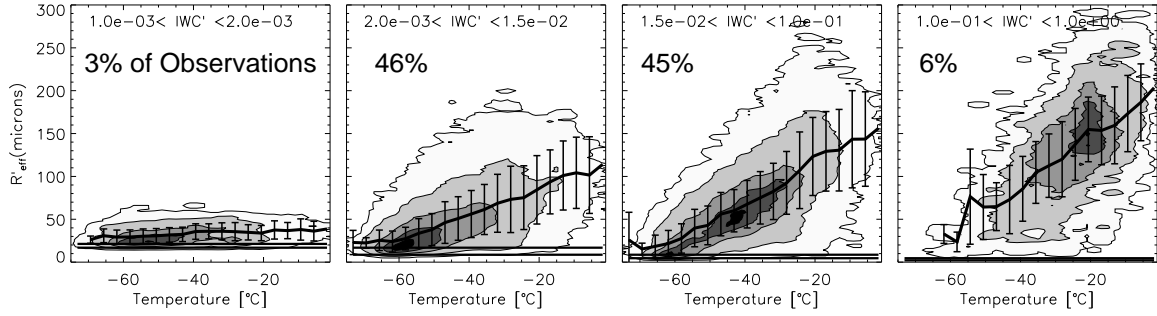 1.0e-03< IWC' <2.0e-03
2.0e-03< IWC' <1.5e-02
1.5e-02< IWC' <1.0e-01
1.0e-01< IWC' <1.0e+00
3% of Observations
46%
45%
6%
R'eff(microns)
300
250
200
150
100
50
0
-60 -40 -20
-60 -40 -20
-60 -40 -20
-60 -40 -20
Temperature [°C]
Temperature [°C]
Temperature [°C]
Temperature [°C]